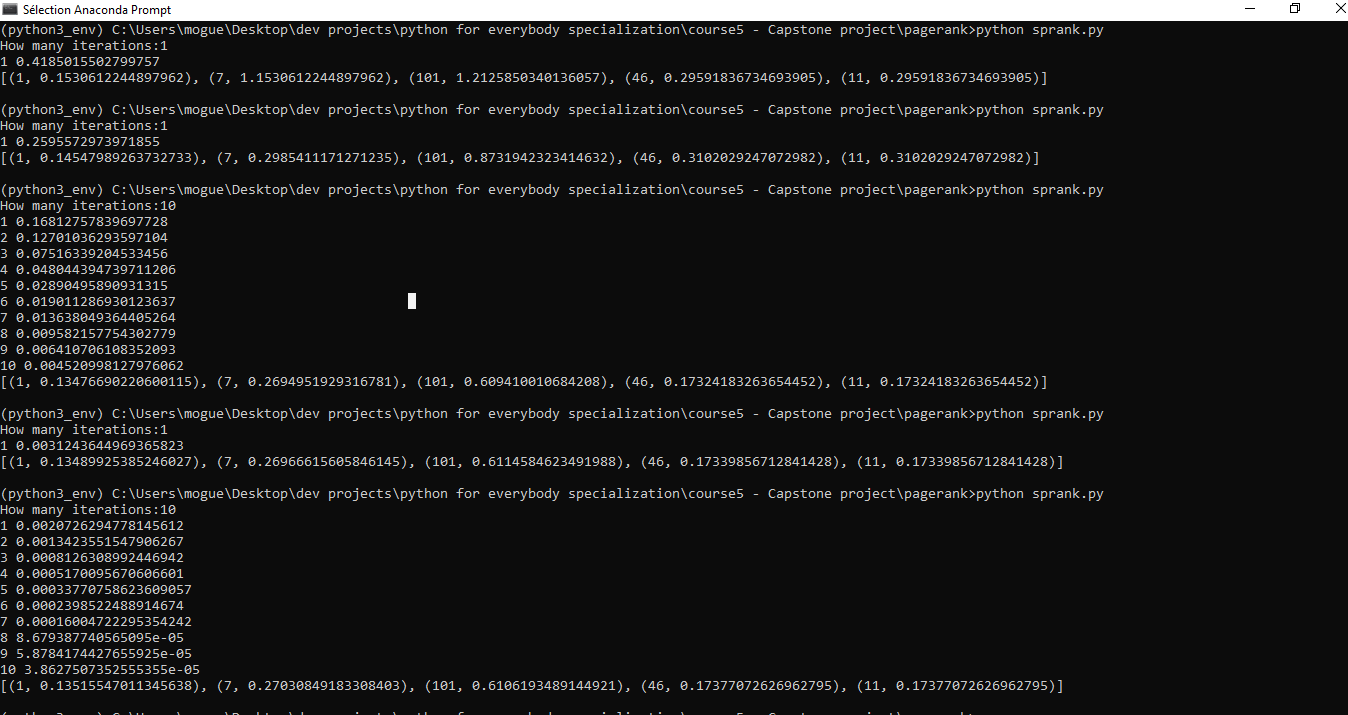 Sélection Anaconda Prompt
(python3_env) C:\Users\mogue\Desktop\dev projects\python for everybody specialization\course5 - Capstone project\pagerank>python sprank.py
How many iterations:1
1 0.4185015502799757
[(1, 0.1530612244897962), (7, 1.1530612244897962), (101, 1.2125850340136057), (46, 0.29591836734693905), (11, 0.29591836734693905)]
(python3_env) C:\Users\mogue\Desktop\dev projects\python for everybody specialization\course5 - Capstone project\pagerank>python sprank.py
How many iterations:1
1 0.2595572973971855
[(1, 0.14547989263732733), (7, 0.2985411171271235), (101, 0.8731942323414632), (46, 0.3102029247072982), (11, 0.3102029247072982)]
(python3_env) C:\Users\mogue\Desktop\dev projects\python for everybody specialization\course5 - Capstone project\pagerank>python sprank.py
How many iterations:10
1 0.16812757839697728
2 0.12701036293597104
3 0.07516339204533456
4 0.048044394739711206
5 0.02890495890931315
6 0.019011286930123637
7 0.013638049364405264
8 0.009582157754302779
9 0.006410706108352093
10 0.004520998127976062
[(1, 0.13476690220600115), (7, 0.2694951929316781), (101, 0.609410010684208), (46, 0.17324183263654452), (11, 0.17324183263654452)]
(python3_env) C:\Users\mogue\Desktop\dev projects\python for everybody specialization\course5 - Capstone project\pagerank>python sprank.py
How many iterations:1
1 0.0031243644969365823
[(1, 0.13489925385246027), (7, 0.26966615605846145), (101, 0.6114584623491988), (46, 0.17339856712841428), (11, 0.17339856712841428)]
(python3_env) C:\Users\mogue\Desktop\dev projects\python for everybody specialization\course5 - Capstone project\pagerank>python sprank.py
How many iterations:10
1 0.0020726294778145612
2 0.0013423551547906267
3 0.0008126308992446942
4 0.0005170095670606601
5 0.00033770758623609057
6 0.0002398522488914674
7 0.00016004722295354242
8 8.679387740565095e-05
9 5.8784174427655925e-05
10 3.8627507352555355e-05
[(1, 0.13515547011345638), (7, 0.27030849183308403), (101, 0.6106193489144921), (46, 0.17377072626962795), (11, 0.17377072626962795)]